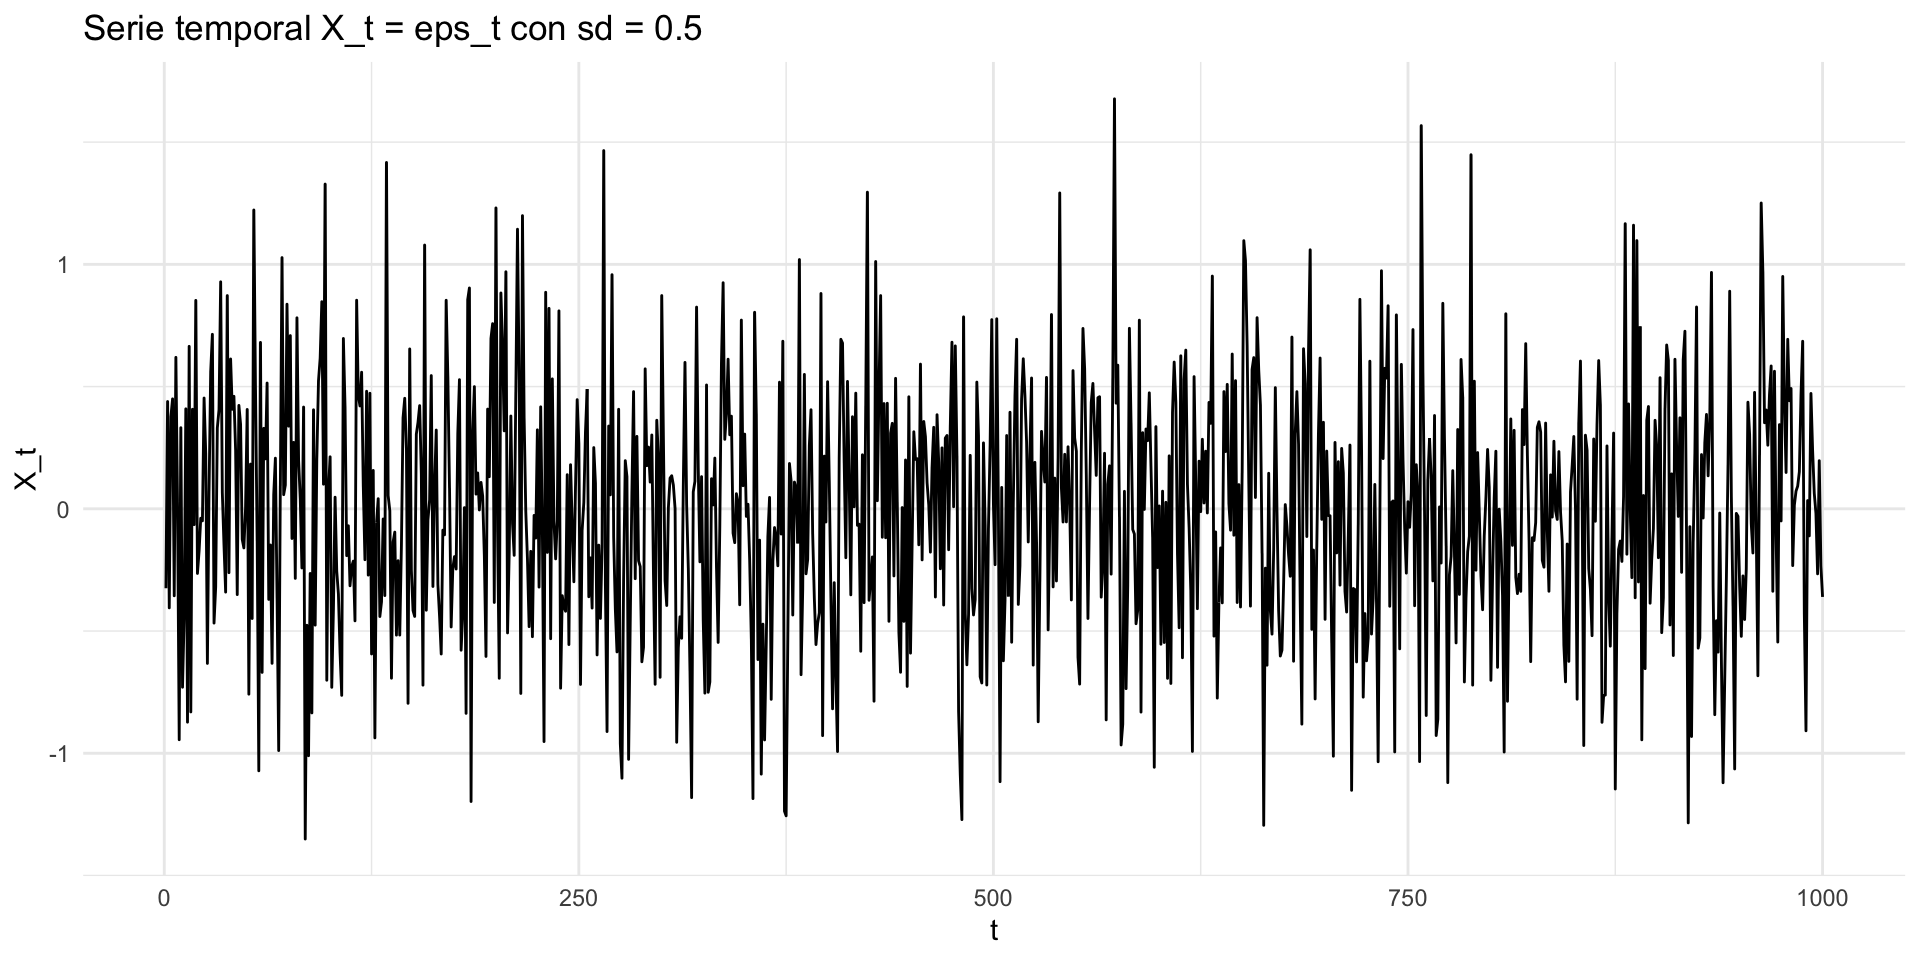 Serie temporal X_t = eps_t con sd = 0.5
X_t
1
0
-1
0 250 500 750 1000
t